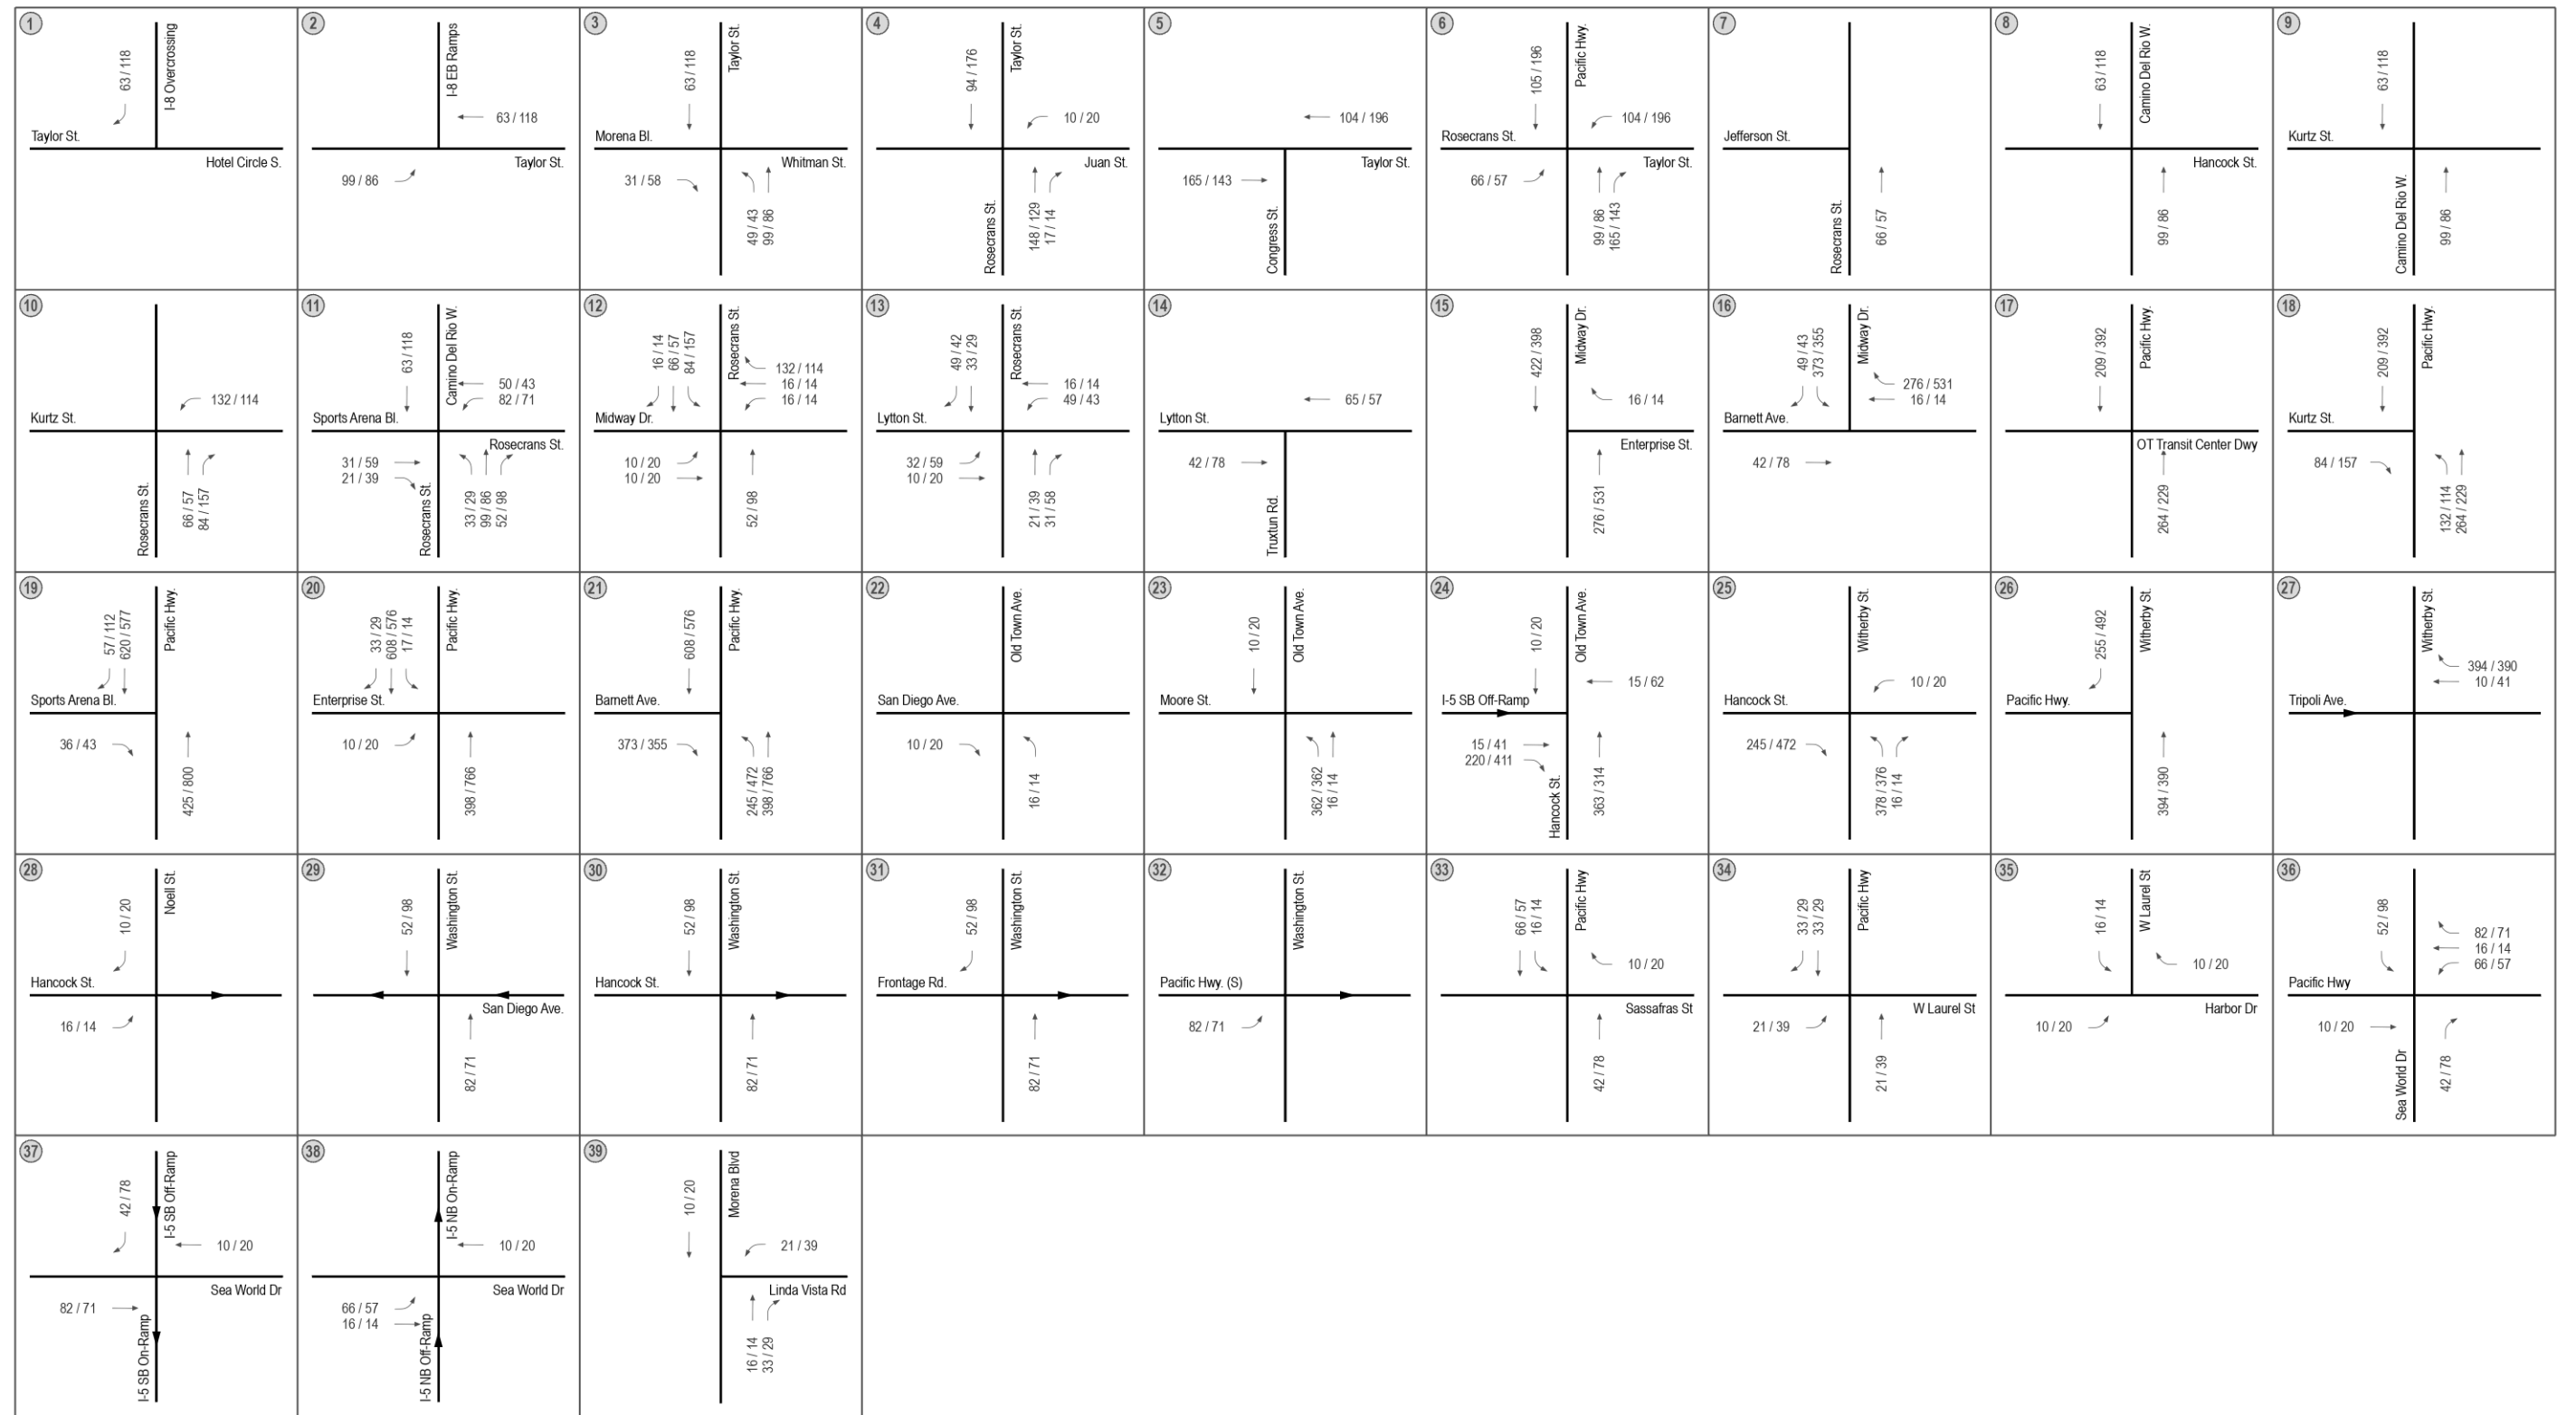 1
I-8 Overcrossing
63 / 118
Taylor St.
Hotel Circle S.
2
I-8 EB Ramps
63 / 118
99 / 86
Taylor St.
3
63 / 118
Taylor St.
Morena Bl.
Whitman St.
31 / 58
49 / 43
99 / 86
4
94 / 176
Taylor St.
10 / 20
Juan St.
Rosecrans St.
148 / 129
17 / 14
5
104 / 196
Taylor St.
165 / 143
Congress St.
6
105 / 196
Pacific Hwy.
104 / 196
Rosecrans St.
Taylor St.
66 / 57
99 / 86
165 / 143
7
Jefferson St.
Rosecrans St.
66 / 57
8
63 / 118
Camino Del Rio W.
Hancock St.
99 / 86
9
63 / 118
Kurtz St.
Camino Del Rio W.
99 / 86
10
132 / 114
Kurtz St.
Rosecrans St.
66 / 57
84 / 157
11
63 / 118
Camino Del Rio W.
50 / 43
82 / 71
Sports Arena Bl.
Rosecrans St.
31 / 59
21 / 39
Rosecrans St.
33 / 29
99 / 86
52 / 98
12
16 / 14
66 / 57
84 / 157
Rosecrans St.
132 / 114
16 / 14
16 / 14
Midway Dr.
10 / 20
10 / 20
52 / 98
13
49 / 42
33 / 29
Rosecrans St.
16 / 14
49 / 43
Lytton St.
32 / 59
10 / 20
21 / 39
31 / 58
14
65 / 57
Lytton St.
42 / 78
Truxtun Rd.
15
422 / 398
Midway Dr.
16 / 14
Enterprise St.
276 / 531
16
49 / 43
373 / 355
Midway Dr.
276 / 531
16 / 14
Barnett Ave.
42 / 78
17
209 / 392
Pacific Hwy.
OT Transit Center Dwy
264 / 229
18
209 / 392
Pacific Hwy.
Kurtz St.
84 / 157
132 / 114
264 / 229
19
57 / 112
620 / 577
Pacific Hwy.
Sports Arena Bl.
36 / 43
425 / 800
20
33 / 29
608 / 576
17 / 14
Pacific Hwy.
Enterprise St.
10 / 20
398 / 766
21
608 / 576
Pacific Hwy.
Barnett Ave.
373 / 355
245 / 472
398 / 766
22
Old Town Ave.
San Diego Ave.
10 / 20
16 / 14
23
10 / 20
Old Town Ave.
Moore St.
362 / 362
16 / 14
24
10 / 20
Old Town Ave.
15 / 62
I-5 SB Off-Ramp
15 / 41
220 / 411
Hancock St.
363 / 314
25
Witherby St.
10 / 20
Hancock St.
245 / 472
378 / 376
16 / 14
26
255 / 492
Witherby St.
Pacific Hwy.
394 / 390
27
Witherby St.
394 / 390
10 / 41
Tripoli Ave.
28
10 / 20
Noell St.
Hancock St.
16 / 14
29
52 / 98
Washington St.
San Diego Ave.
82 / 71
30
52 / 98
Washington St.
Hancock St.
82 / 71
31
52 / 98
Washington St.
Frontage Rd.
82 / 71
32
Washington St.
Pacific Hwy. (S)
82 / 71
33
66 / 57
16 / 14
Pacific Hwy
10 / 20
Sassafras St
42 / 78
34
33 / 29
33 / 29
Pacific Hwy
W Laurel St
21 / 39
21 / 39
35
16 / 14
W Laurel St
10 / 20
Harbor Dr
10 / 20
36
52 / 98
82 / 71
16 / 14
66 / 57
Pacific Hwy
10 / 20
Sea World Dr
42 / 78
37
42 / 78
I-5 SB Off-Ramp
10 / 20
Sea World Dr
82 / 71
I-5 SB On-Ramp
38
I-5 NB On-Ramp
10 / 20
Sea World Dr
66 / 57
16 / 14
I-5 NB Off-Ramp
39
10 / 20
Morena Blvd
21 / 39
Linda Vista Rd
16 / 14
33 / 29